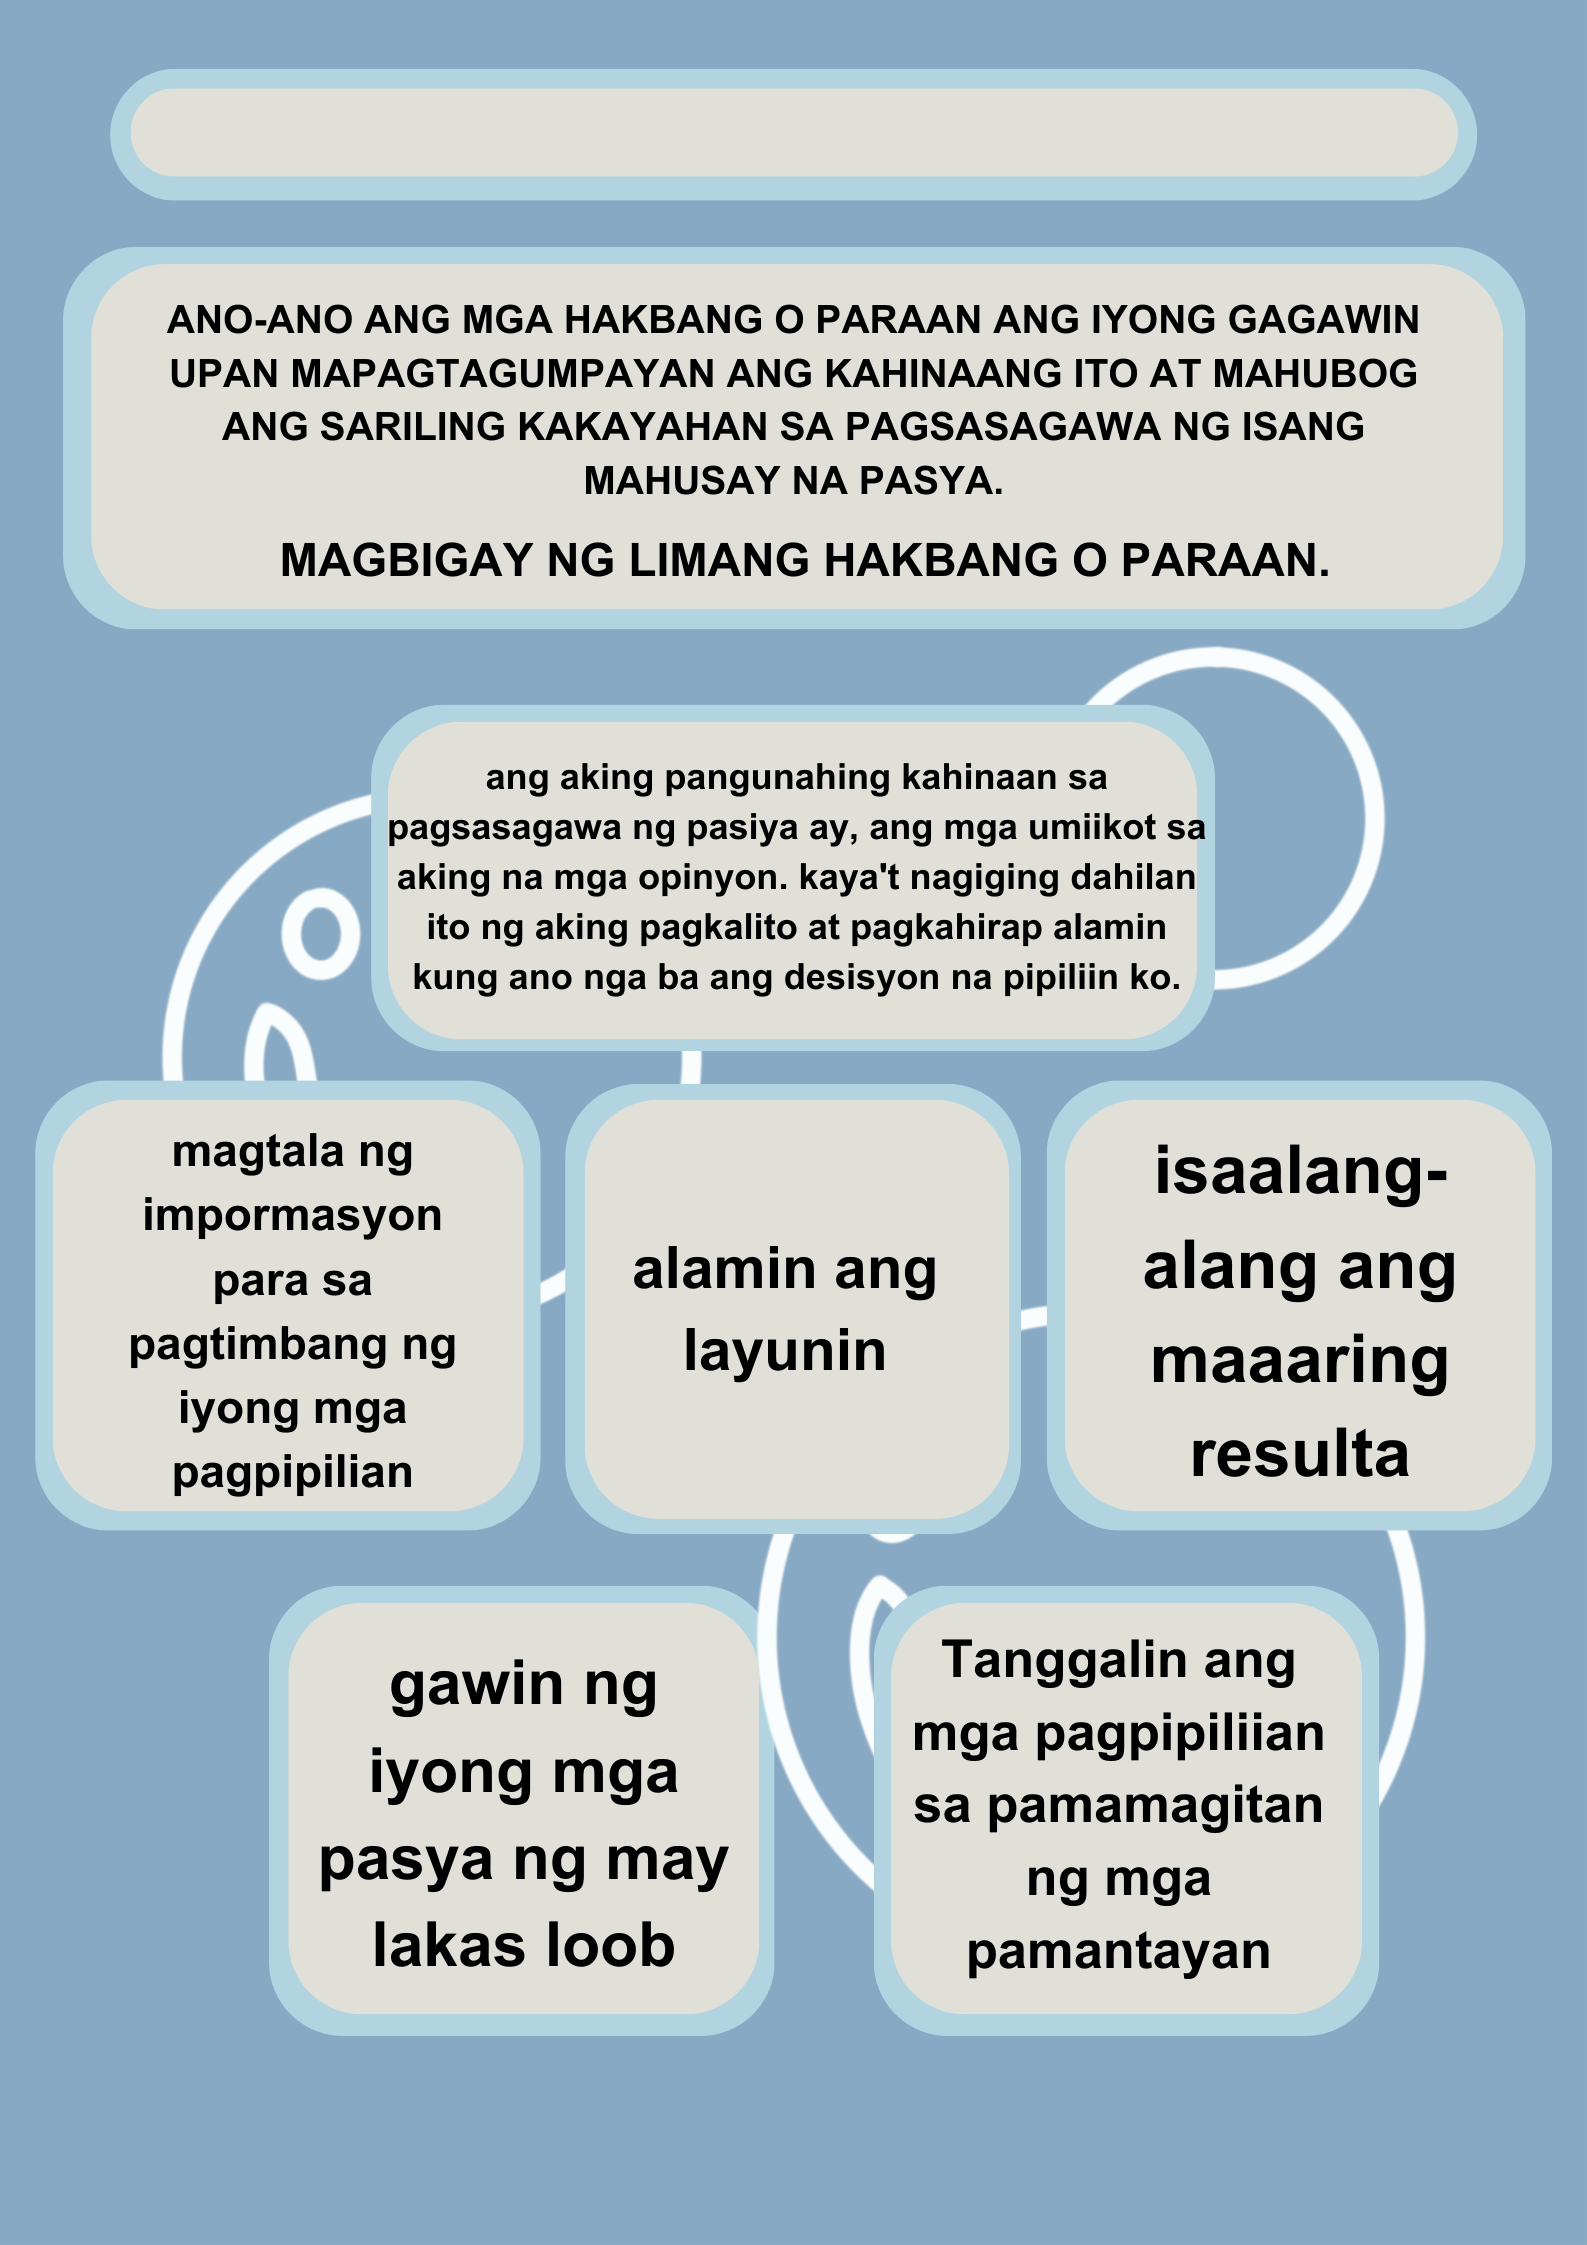 ANO-ANO ANG MGA HAKBANG O PARAAN ANG IYONG GAGAWIN
UPAN MAPAGTAGUMPAYAN ANG KAHINAANG ITO AT MAHUBOG
ANG SARILING KAKAYAHAN SA PAGSASAGAWA NG ISANG
MAHUSAY NA PASYA.
MAGBIGAY NG LIMANG HAKBANG O PARAAN.
ang aking pangunahing kahinaan sa
pagsasagawa ng pasiya ay, ang mga umiikot sa
aking na mga opinyon. kaya't nagiging dahilan
ito ng aking pagkalito at pagkahirap alamin
kung ano nga ba ang desisyon na pipiliin ko.
magtala ng
impormasyon
para sa
pagtimbang ng
iyong mga
pagpipilian
alamin ang
layunin
isaalang-
alang ang
maaaring
resulta
gawin ng
iyong mga
pasya ng may
lakas loob
Tanggalin ang
mga pagpipiliian
sa pamamagitan
ng mga
pamantayan